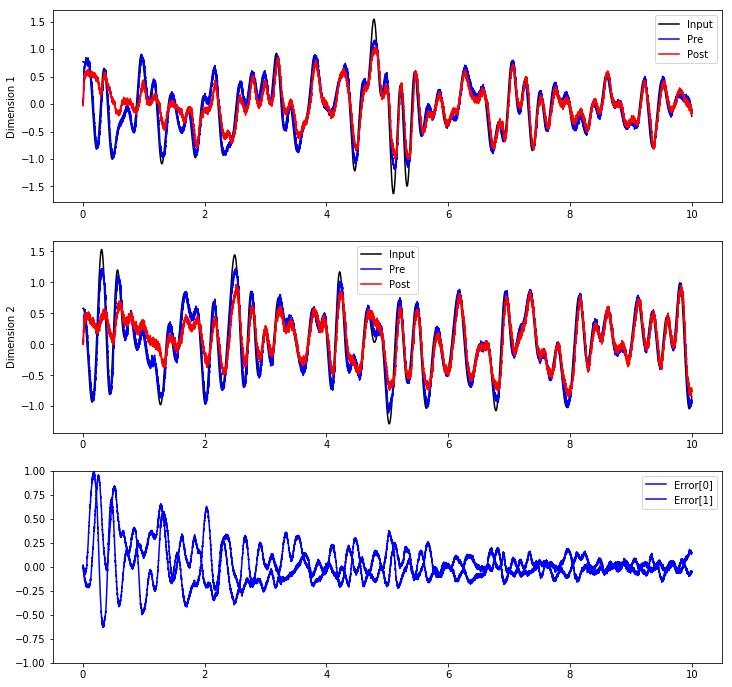 Dimension 1
1.5
1.0
0.5
0.0
−0.5
−1.0
−1.5
0 2 4 6 8 10
Input
Pre
Post
Dimension 2
1.5
1.0
0.5
0.0
−0.5
−1.0
0 2 4 6 8 10
Input
Pre
Post
1.00
0.75
0.50
0.25
0.00
−0.25
−0.50
−0.75
−1.00
0 2 4 6 8 10
Error[0]
Error[1]